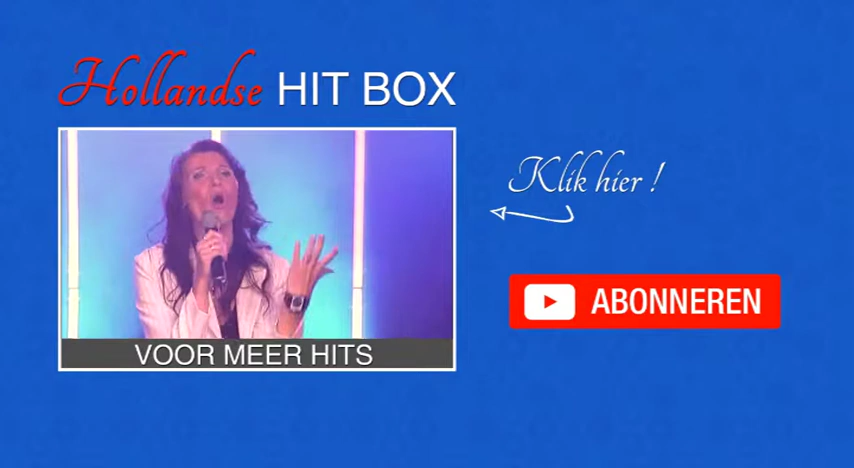 Hollandse HIT BOX
Klik hier !
VOOR MEER HITS
ABONNEREN